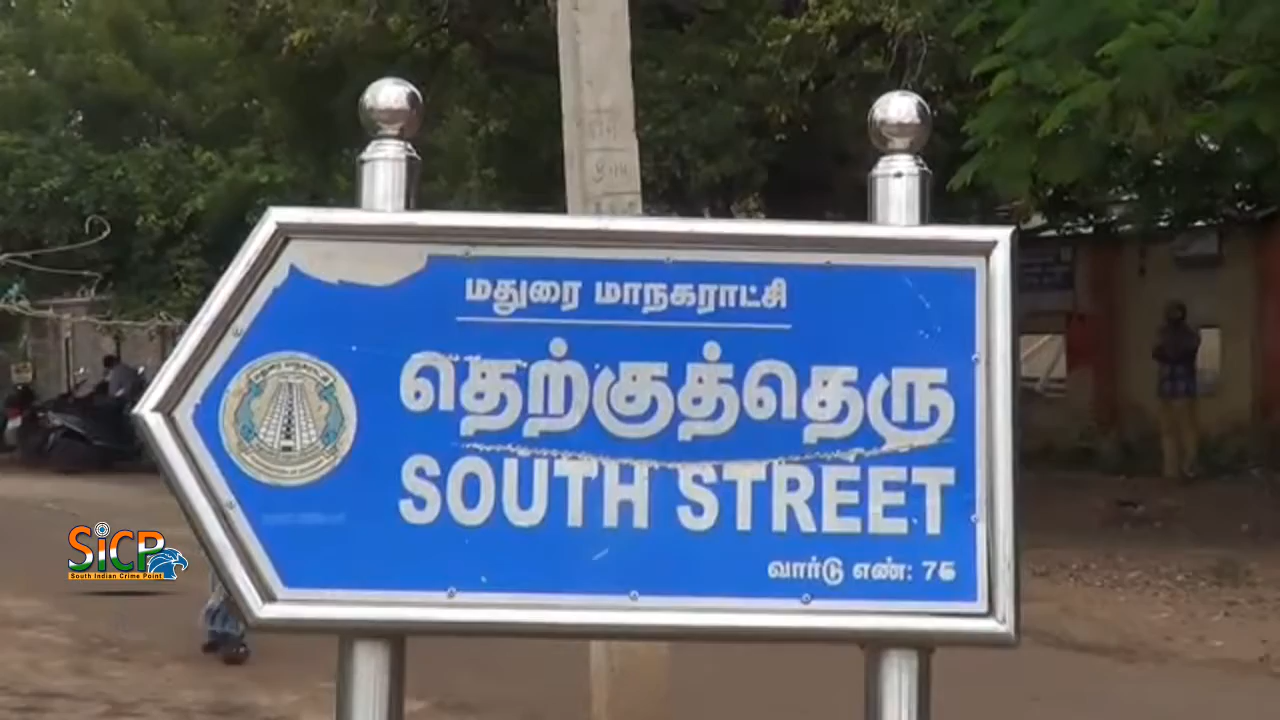 மதுரை மாநகராட்சி
தெற்குத்தெரு
SOUTH STREET
வார்டு எண்: 76
SiCP
South Indian Crime Point